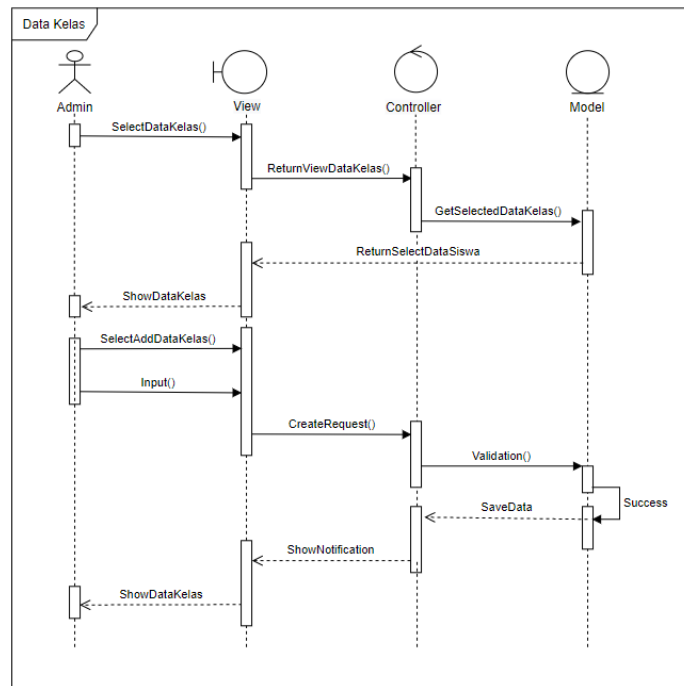 Data Kelas
Admin
View
Controller
Model
SelectDataKelas()
ReturnViewDataKelas()
GetSelectedDataKelas()
ReturnSelectDataSiswa
ShowDataKelas
SelectAddDataKelas()
Input()
CreateRequest()
Validation()
Success
SaveData
ShowNotification
ShowDataKelas